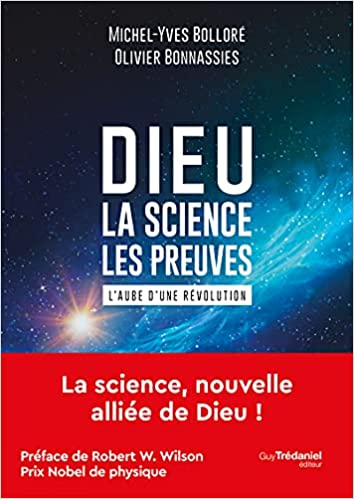 MICHEL-YVES BOLLORÉ
OLIVIER BONNASSIES
DIEU
LA SCIENCE
LES PREUVES
L'AUBE D'UNE RÉVOLUTION
La science, nouvelle
alliée de Dieu !
Préface de Robert W. Wilson
Prix Nobel de physique
Guy Trédaniel
éditeur